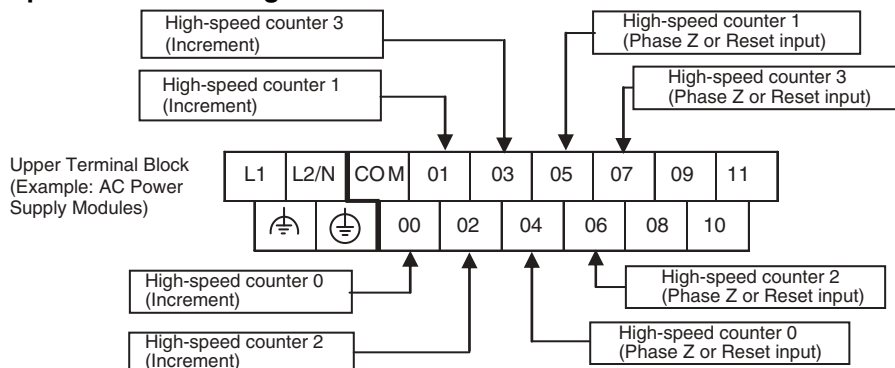 High-speed counter 3
(Increment)
High-speed counter 1
(Phase Z or Reset input)
High-speed counter 1
(Increment)
High-speed counter 3
(Phase Z or Reset input)
Upper Terminal Block
(Example: AC Power
Supply Modules)
L1 L2/N COM 01 03 05 07 09 11
00 02 04 06 08 10
High-speed counter 0
(Increment)
High-speed counter 2
(Phase Z or Reset input)
High-speed counter 2
(Increment)
High-speed counter 0
(Phase Z or Reset input)